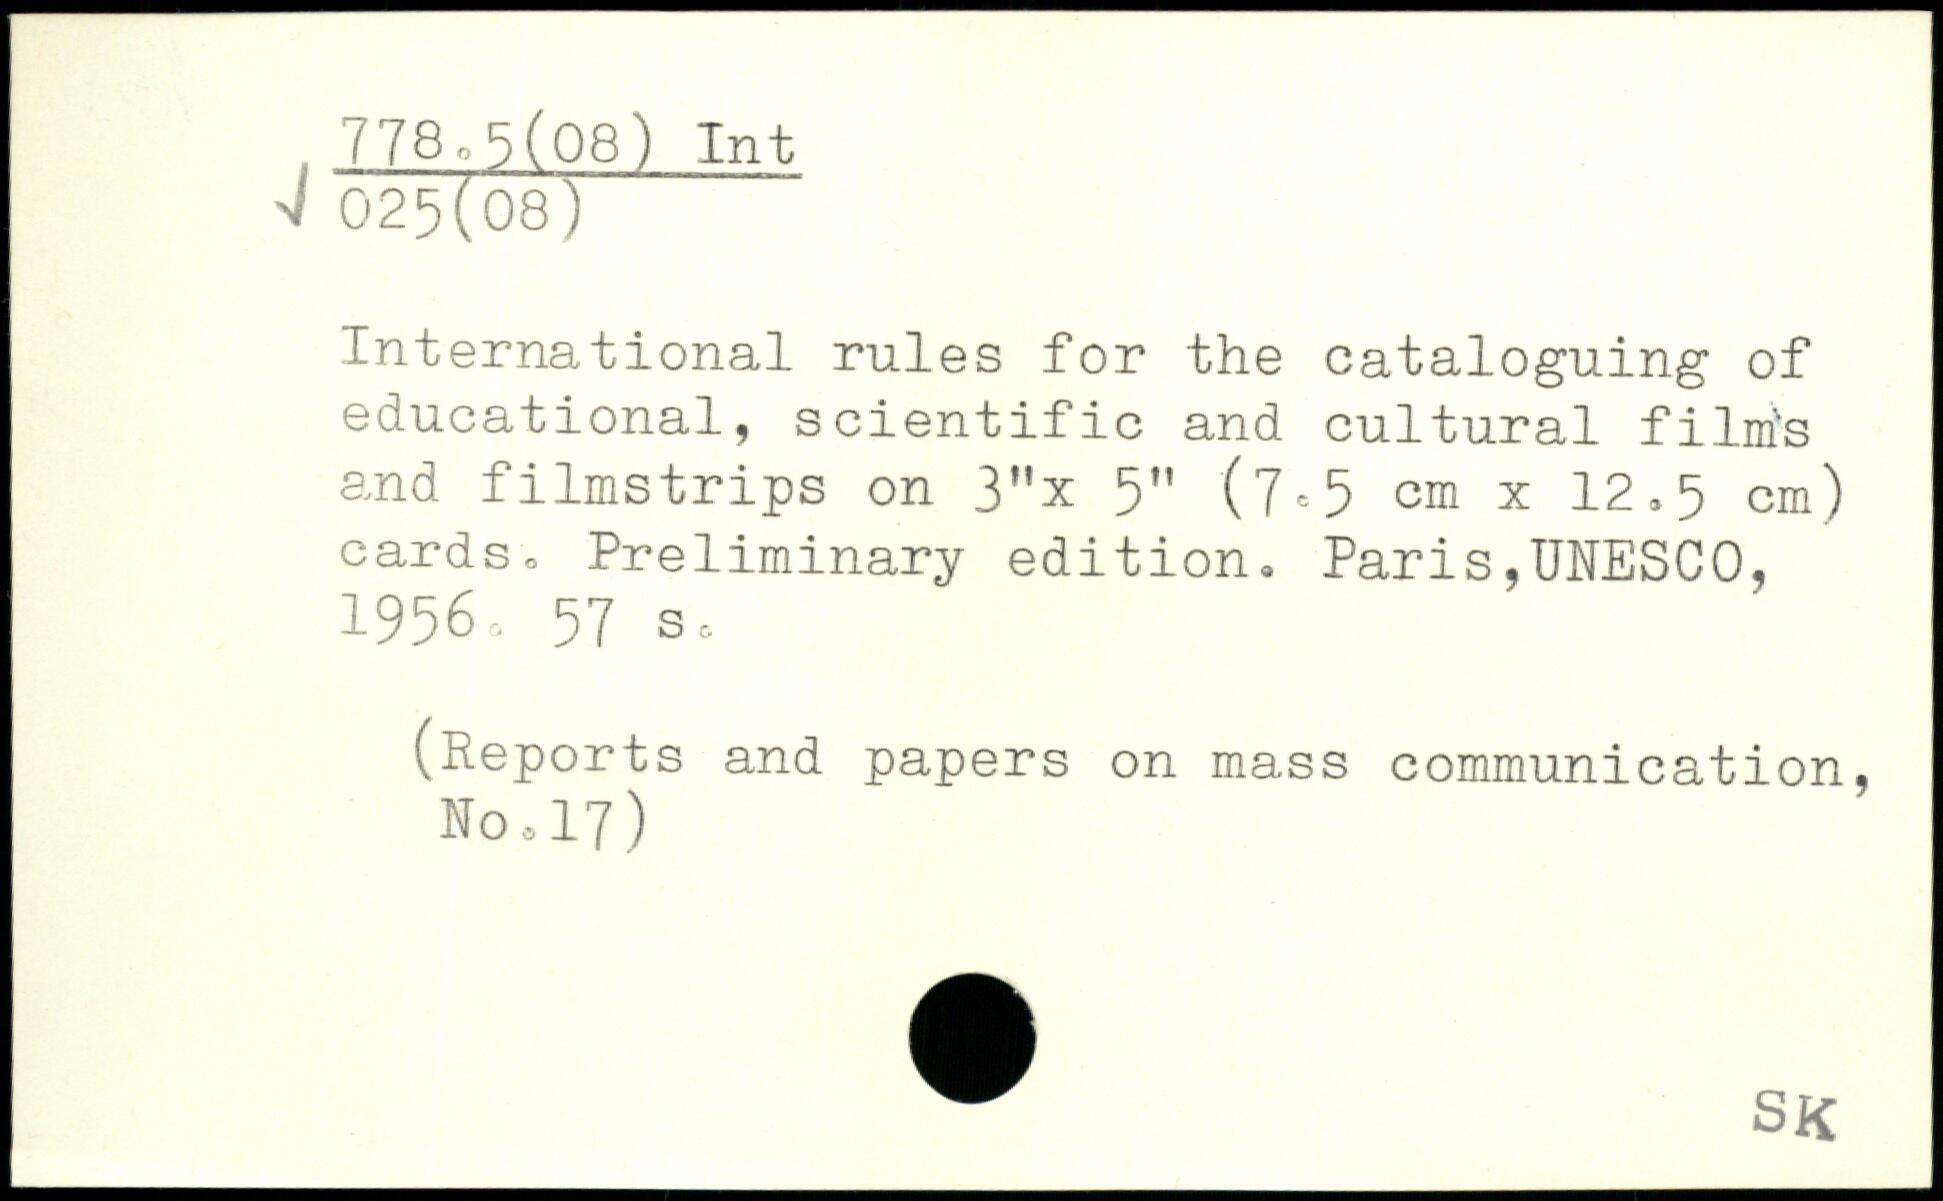 778.5(08) Int
✓ 025(08)
International rules for the cataloguing of
educational, scientific and cultural films
and filmstrips on 3"x 5" (7.5 cm x 12.5 cm)
cards. Preliminary edition. Paris,UNESCO,
1956. 57 s.
(Reports and papers on mass communication,
No.17)
SK